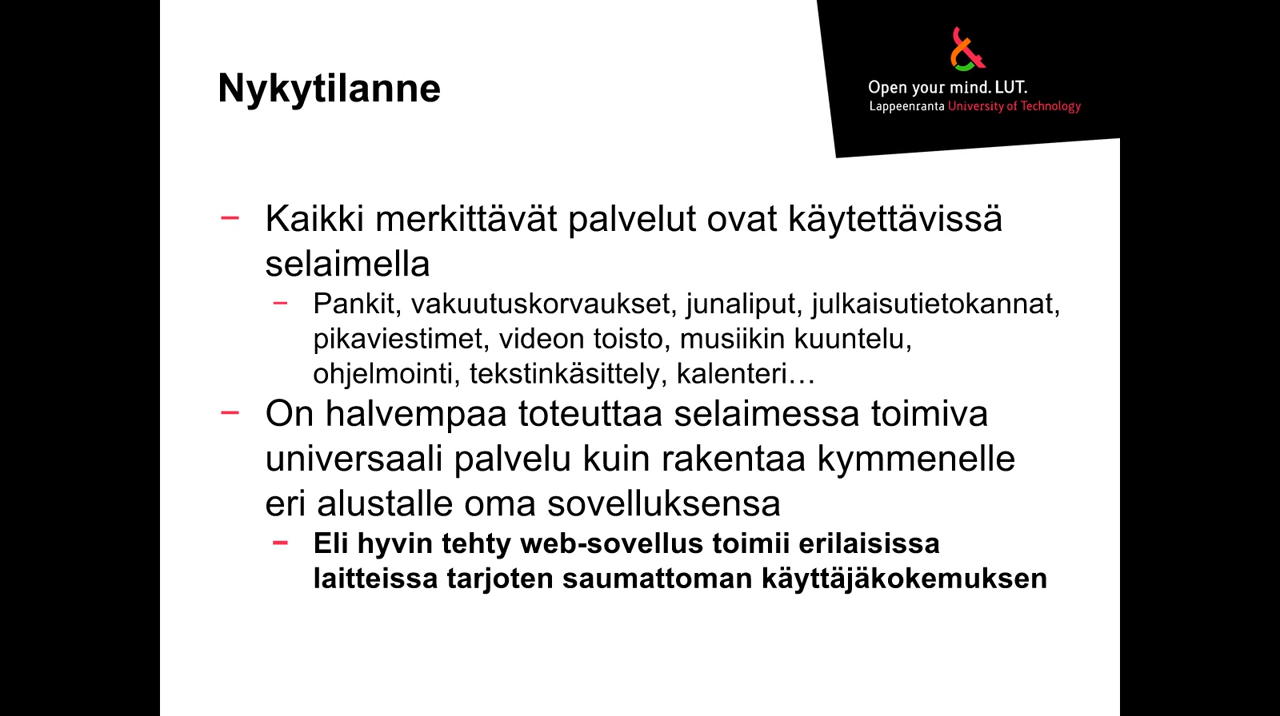 Nykytilanne
Open your mind. LUT.
Lappeenranta University of Technology
− Kaikki merkittävät palvelut ovat käytettävissä
selaimella
− Pankit, vakuutuskorvaukset, junaliput, julkaisutietokannat,
pikaviestimet, videon toisto, musiikin kuuntelu,
ohjelmointi, tekstinkäsittely, kalenteri…
− On halvempaa toteuttaa selaimessa toimiva
universaali palvelu kuin rakentaa kymmenelle
eri alustalle oma sovelluksensa
− Eli hyvin tehty web-sovellus toimii erilaisissa
laitteissa tarjoten saumattoman käyttäjäkokemuksen